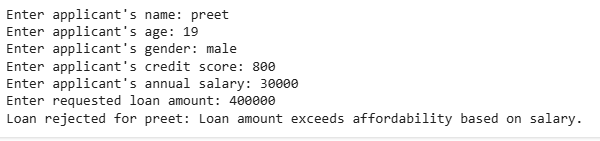 Enter applicant's name: preet
Enter applicant's age: 19
Enter applicant's gender: male
Enter applicant's credit score: 800
Enter applicant's annual salary: 30000
Enter requested loan amount: 400000
Loan rejected for preet: Loan amount exceeds affordability based on salary.